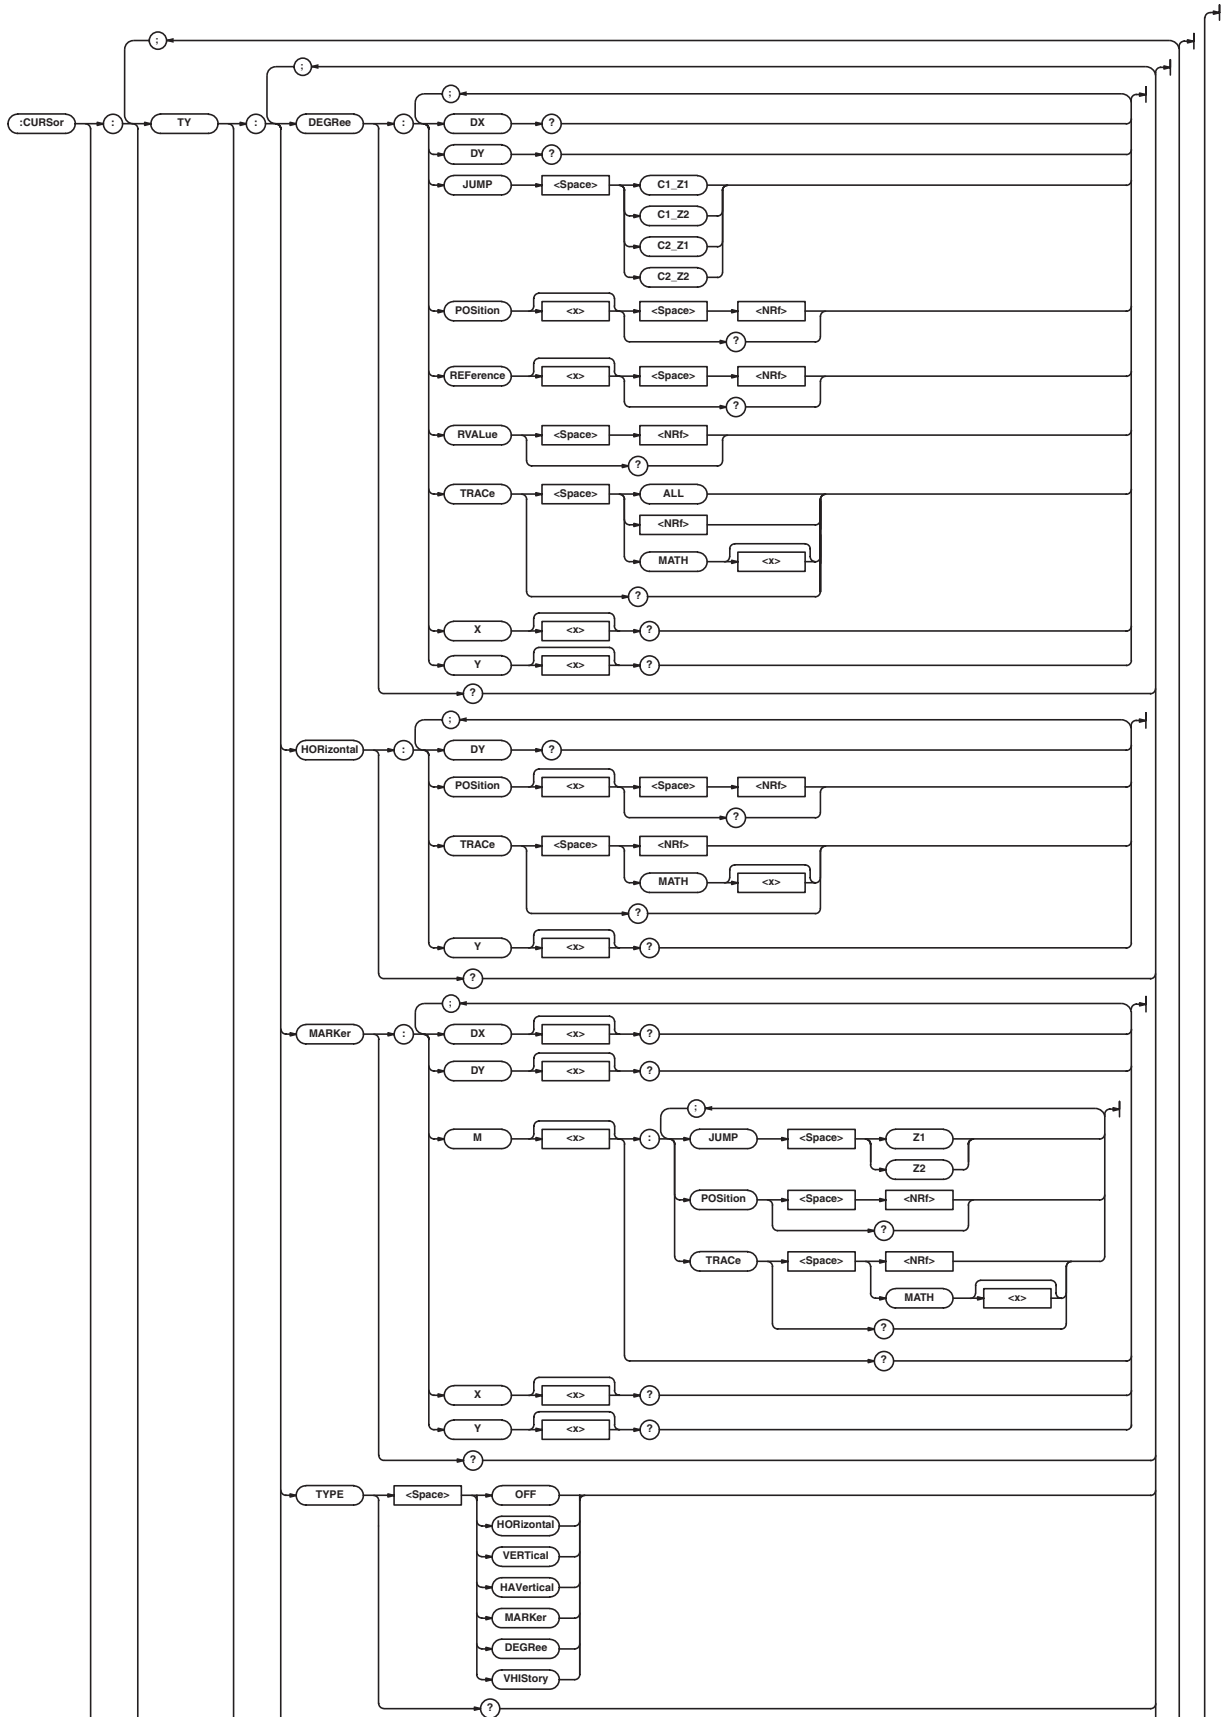 ;
;
;
:CURSor : TY : DEGRee : DX ?
DY ?
JUMP <Space> C1_Z1
C1_Z2
C2_Z1
C2_Z2
POSition <x> <Space> <NRf>
?
REFerence <x> <Space> <NRf>
?
RVALue <Space> <NRf>
?
TRACe <Space> ALL
<NRf>
MATH <x>
?
X <x> ?
Y <x> ?
?
;
HORizontal : DY ?
POSition <x> <Space> <NRf>
?
TRACe <Space> <NRf>
MATH <x>
?
Y <x> ?
?
;
MARKer : DX <x> ?
DY <x> ?
;
M <x> : JUMP <Space> Z1
Z2
POSition <Space> <NRf>
?
TRACe <Space> <NRf>
MATH <x>
?
?
X <x> ?
Y <x> ?
?
TYPE <Space> OFF
HORizontal
VERTical
HAVertical
MARKer
DEGRee
VHIStory
?